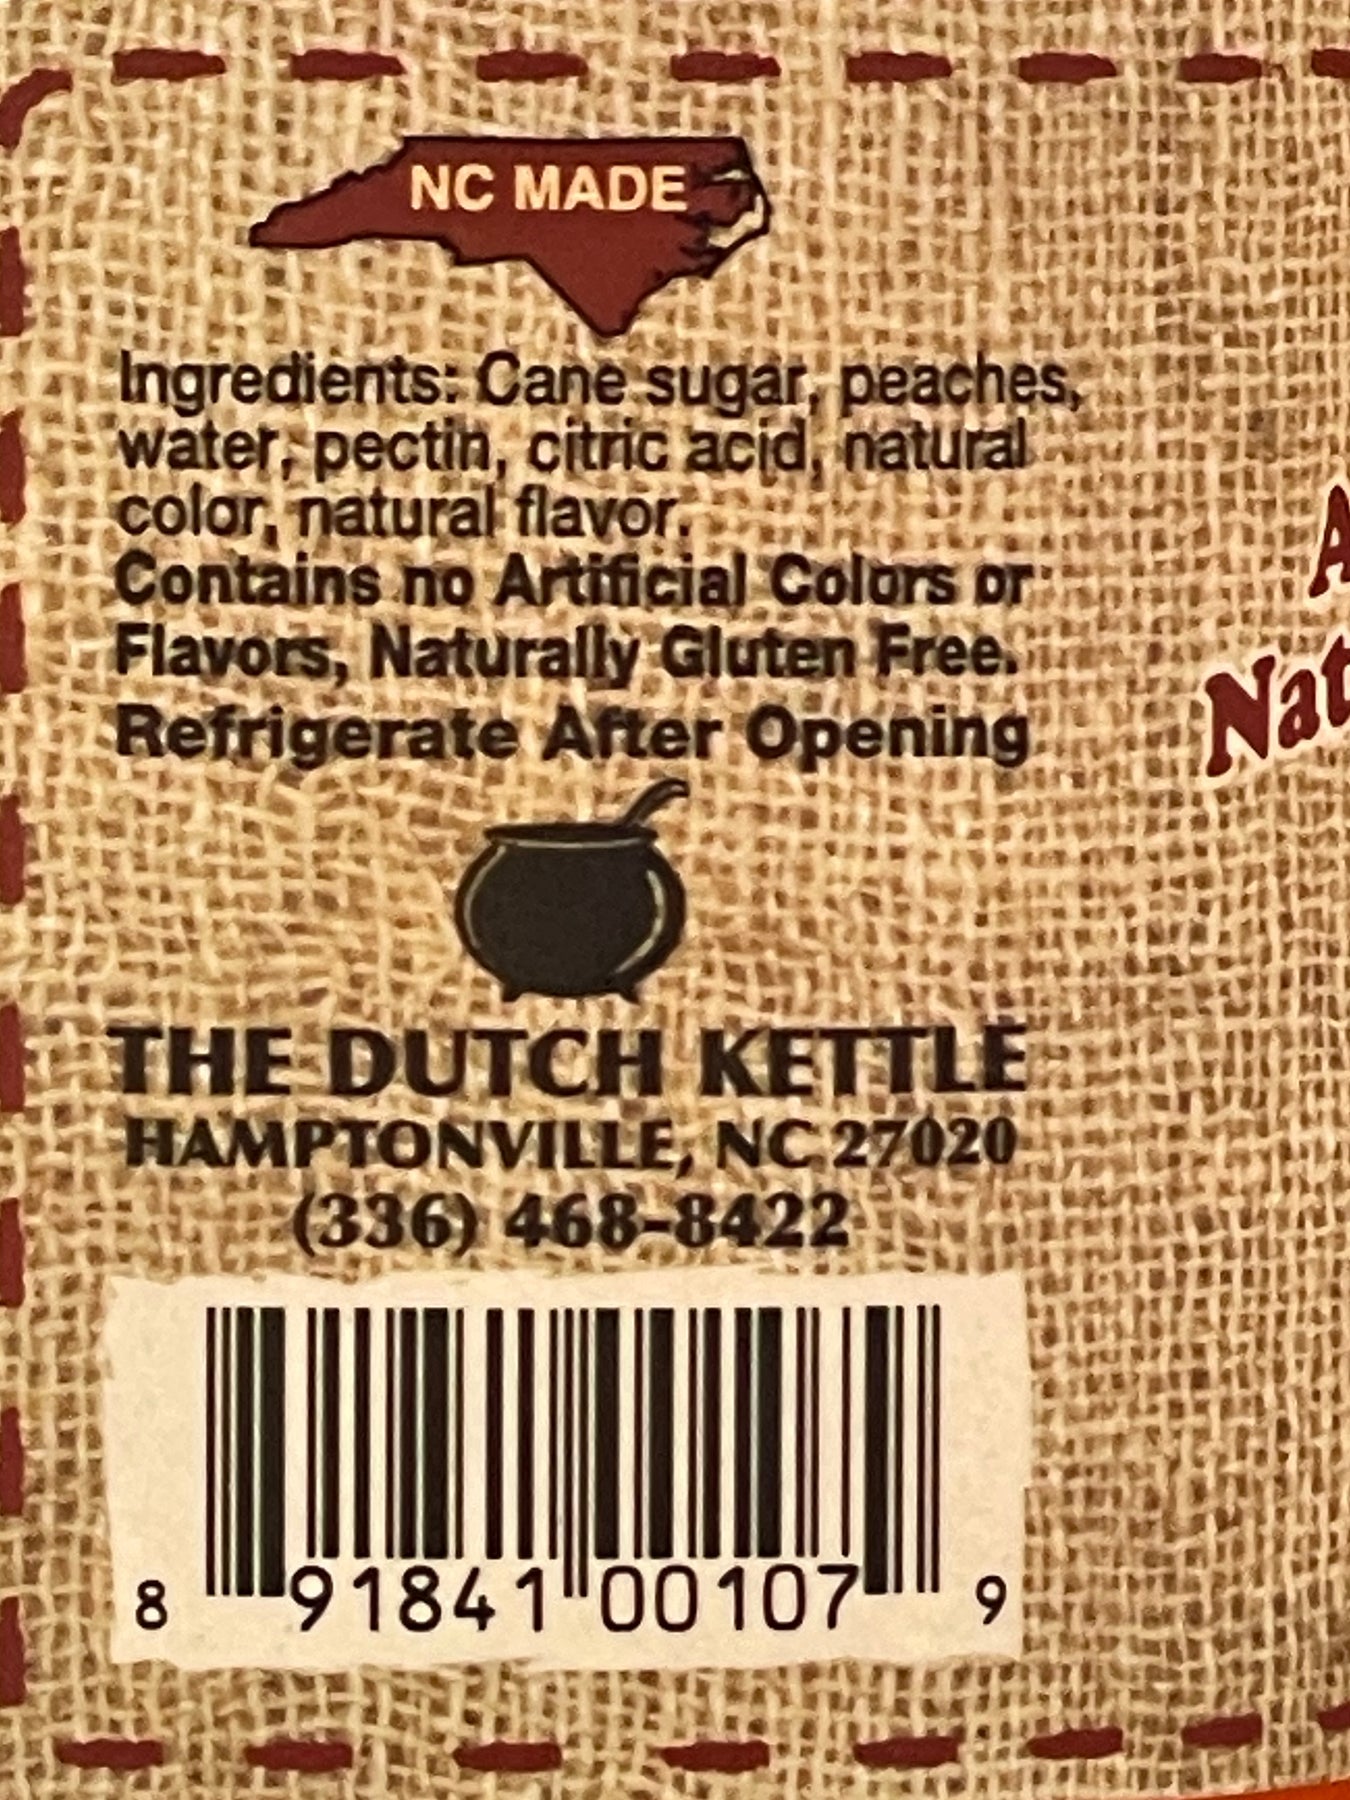 NC MADE
Ingredients: Cane sugar, peaches,
water, pectin, citric acid, natural
color, natural flavor.
Contains no Artificial Colors or
Flavors, Naturally Gluten Free.
Refrigerate After Opening
A
Nat
THE DUTCH KETTLE
HAMPTONVILLE, NC 27020
(336) 468-8422
8 91841 00107 9